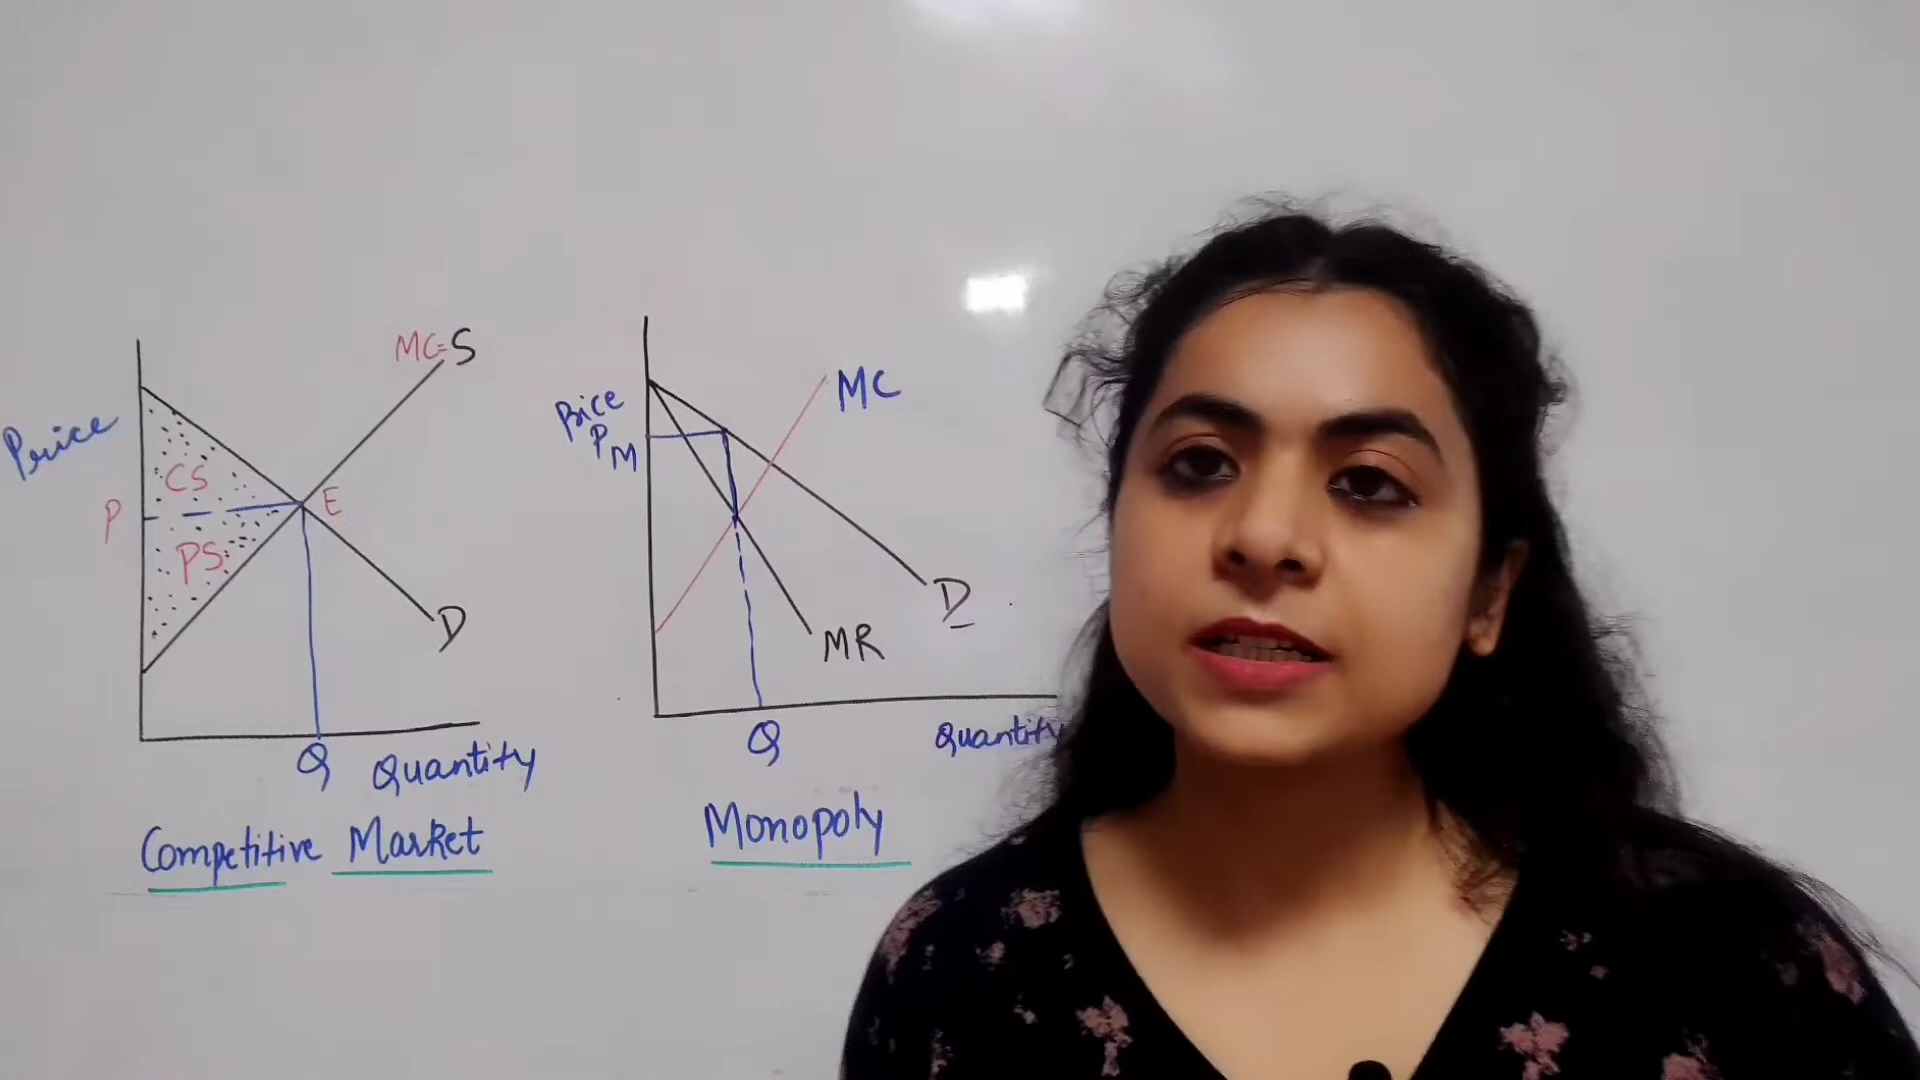 Price
MC=S
CS
P
E
PS
D
Q
Quantity
Competitive Market
Price
PM
MC
D
MR
Q
Quantity
Monopoly